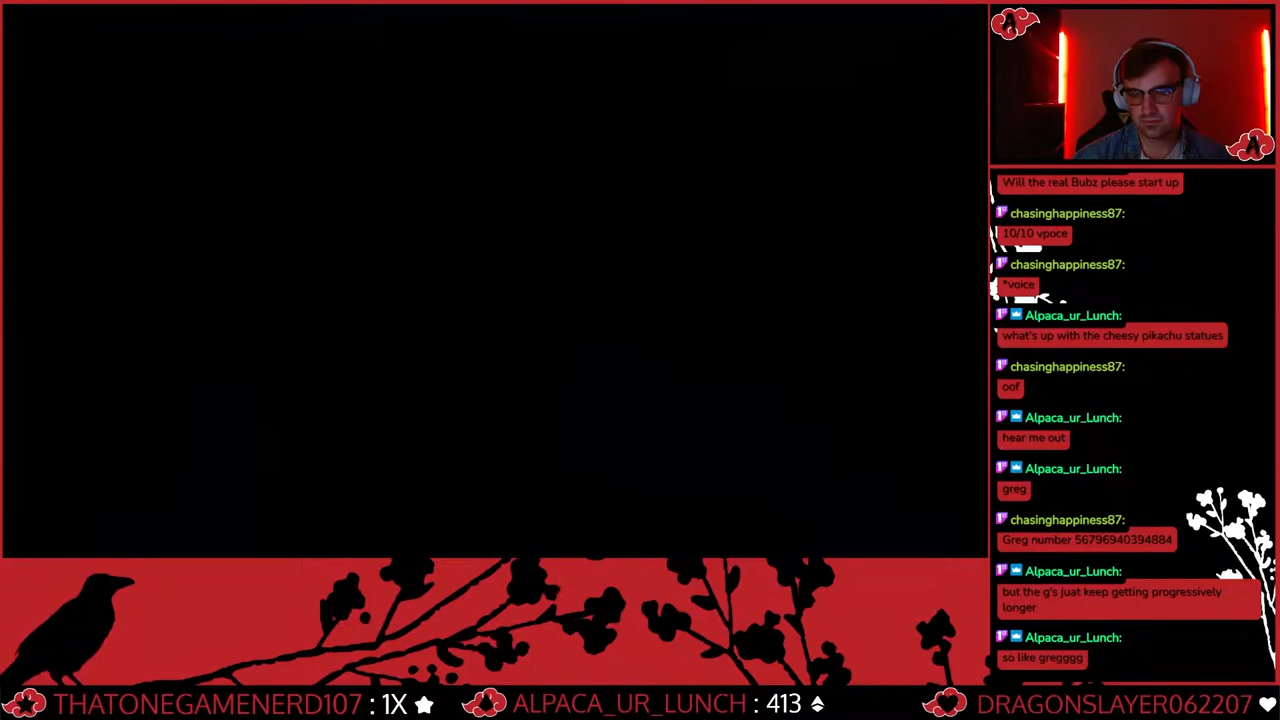 Will the real Bubz please start up
chasinghappiness87:
10/10 vpoce
chasinghappiness87:
*voice
Alpaca_ur_Lunch:
what's up with the cheesy pikachu statues
chasinghappiness87:
oof
Alpaca_ur_Lunch:
hear me out
Alpaca_ur_Lunch:
greg
chasinghappiness87:
Greg number 56796940394884
Alpaca_ur_Lunch:
but the g's juat keep getting progressively
longer
Alpaca_ur_Lunch:
so like gregggg
THATONEGAMENERD107 : 1X ALPACA_UR_LUNCH : 413 DRAGONSLAYER062207